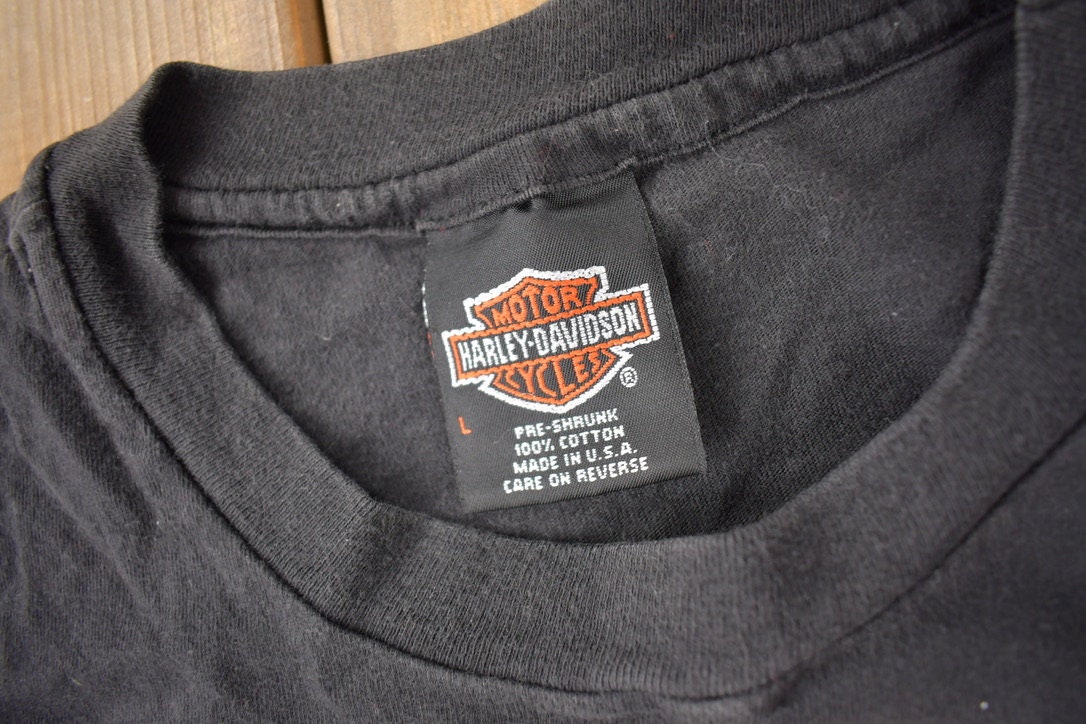 MOTOR
HARLEY-DAVIDSON
CYCLES
®
L
PRE-SHRUNK
100% COTTON
MADE IN U.S.A.
CARE ON REVERSE